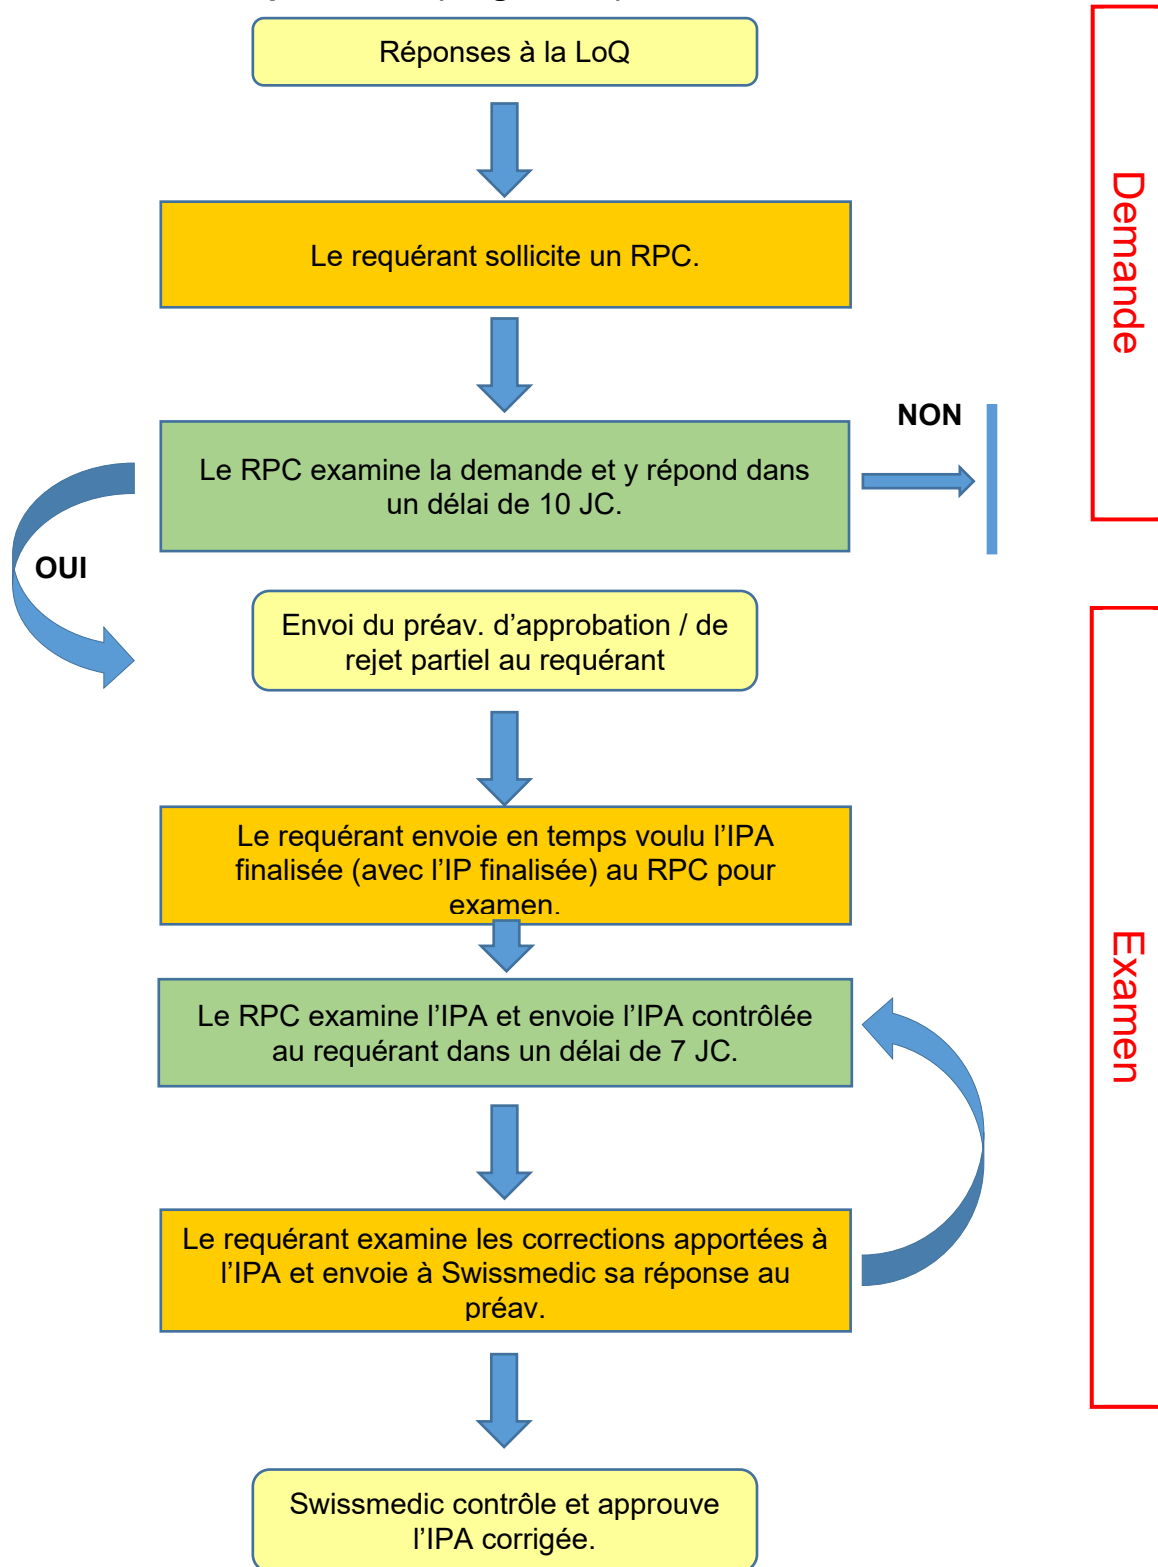 Réponses à la LoQ
Le requérant sollicite un RPC.
Demande
NON
Le RPC examine la demande et y répond dans
un délai de 10 JC.
OUI
Envoi du préav. d'approbation / de
rejet partiel au requérant
Le requérant envoie en temps voulu l'IPA
finalisée (avec l'IP finalisée) au RPC pour
examen.
Examen
Le RPC examine l'IPA et envoie l'IPA contrôlée
au requérant dans un délai de 7 JC.
Le requérant examine les corrections apportées à
l'IPA et envoie à Swissmedic sa réponse au
préav.
Swissmedic contrôle et approuve
l'IPA corrigée.